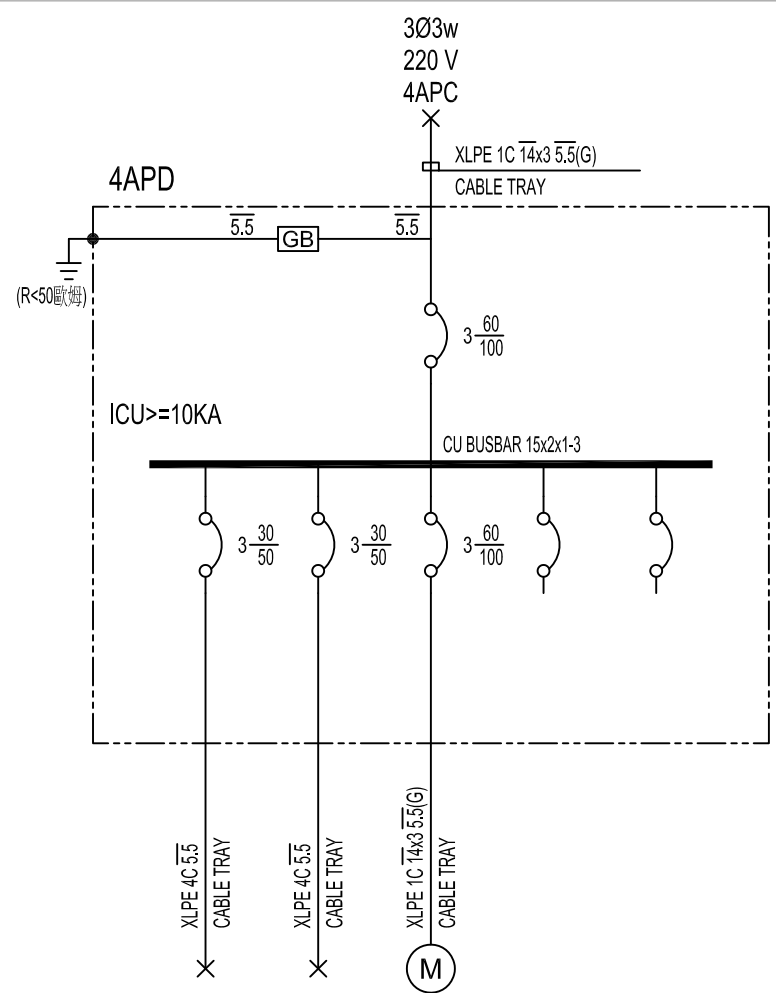 3Ø3w
220 V
4APC
XLPE 1C 14x3 5.5(G)
CABLE TRAY
4APD
5.5
GB
5.5
(R<50歐姆)
3 60/100
ICU>=10KA
CU BUSBAR 15x2x1-3
3 30/50
3 30/50
3 60/100
XLPE 4C 5.5
CABLE TRAY
XLPE 4C 5.5
CABLE TRAY
XLPE 1C 14x3 5.5(G)
CABLE TRAY
M